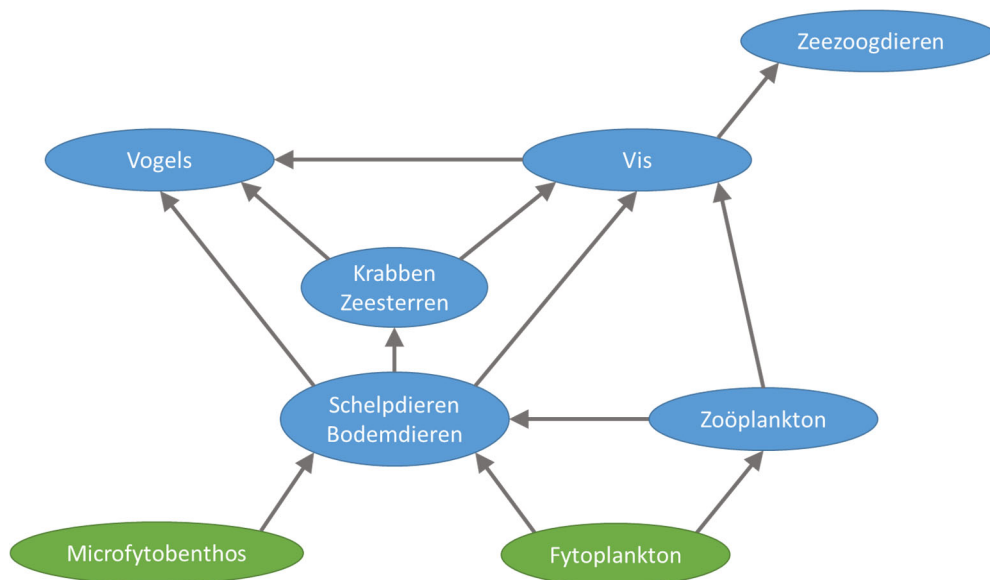 Zeezoogdieren
Vogels
Vis
Krabben
Zeesterren
Schelpdieren
Bodemdieren
Zoöplankton
Microfytobenthos
Fytoplankton